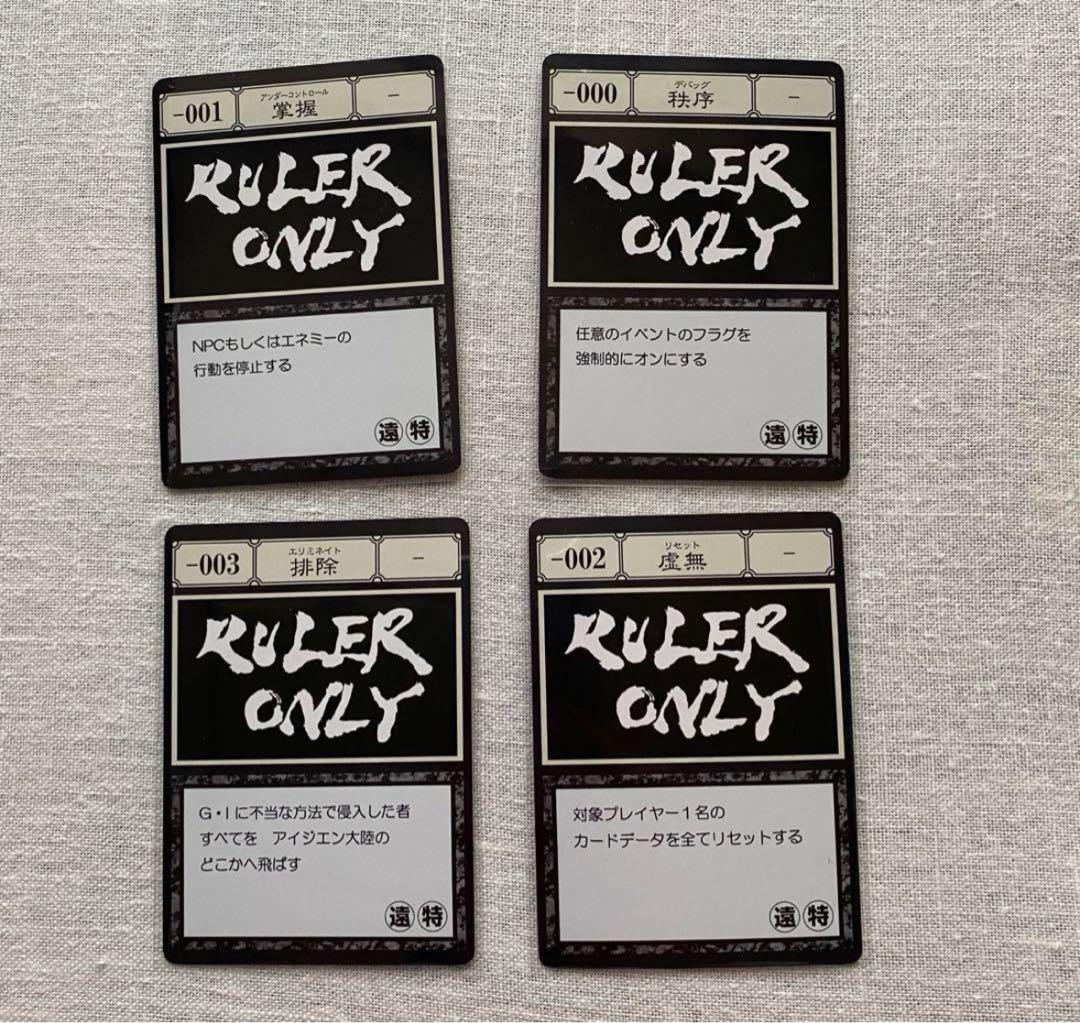 -001
アンダーコントロール
掌握
-
RULER
ONLY
NPCもしくはエネミーの
行動を停止する
遠 特
-000
デバッグ
秩序
-
RULER
ONLY
任意のイベントのフラグを
強制的にオンにする
遠 特
-003
エリミネイト
排除
-
RULER
ONLY
G・Iに不当な方法で侵入した者
すべてを　アイジエン大陸の
どこかへ飛ばす
遠 特
-002
リセット
虚無
-
RULER
ONLY
対象プレイヤー1名の
カードデータを全てリセットする
遠 特